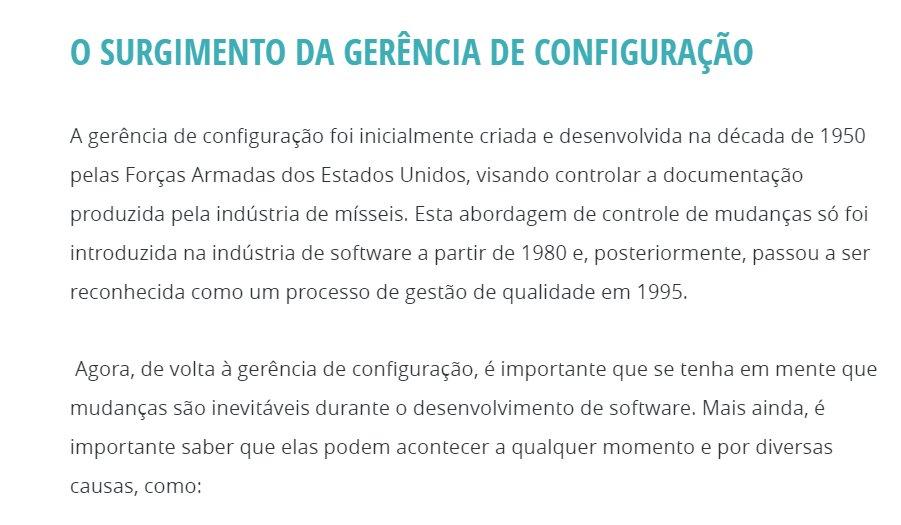 O SURGIMENTO DA GERÊNCIA DE CONFIGURAÇÃO
A gerência de configuração foi inicialmente criada e desenvolvida na década de 1950
pelas Forças Armadas dos Estados Unidos, visando controlar a documentação
produzida pela indústria de mísseis. Esta abordagem de controle de mudanças só foi
introduzida na indústria de software a partir de 1980 e, posteriormente, passou a ser
reconhecida como um processo de gestão de qualidade em 1995.
Agora, de volta à gerência de configuração, é importante que se tenha em mente que
mudanças são inevitáveis durante o desenvolvimento de software. Mais ainda, é
importante saber que elas podem acontecer a qualquer momento e por diversas
causas, como: